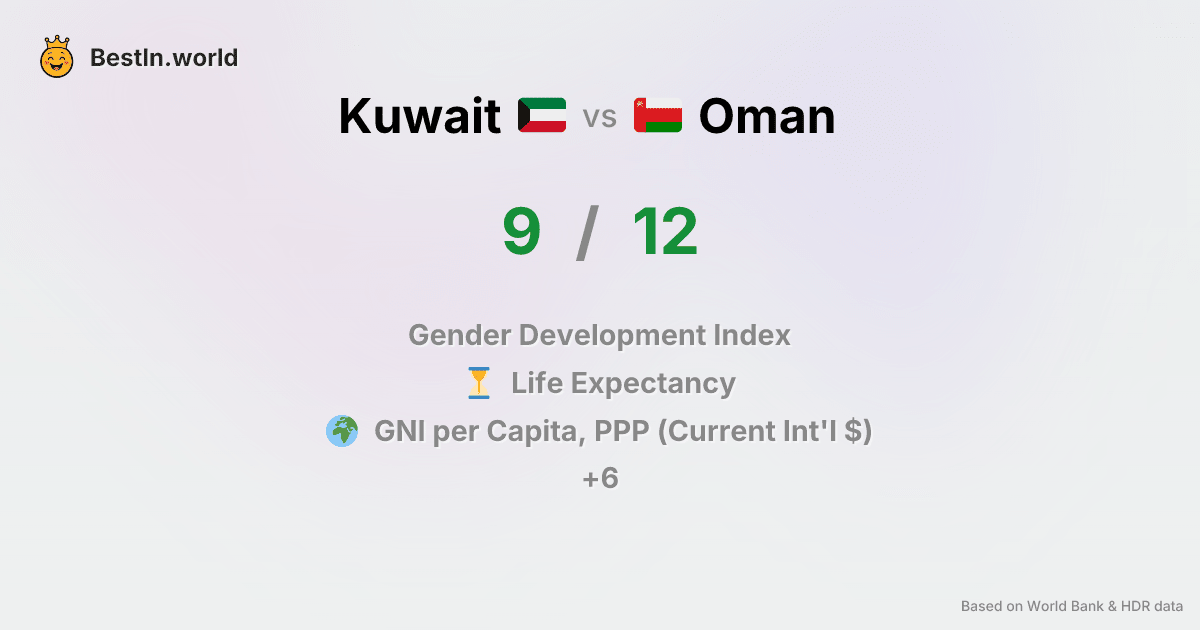 BestIn.world
Kuwait vs Oman
9 / 12
Gender Development Index
Life Expectancy
GNI per Capita, PPP (Current Int'l $)
+6
Based on World Bank & HDR data